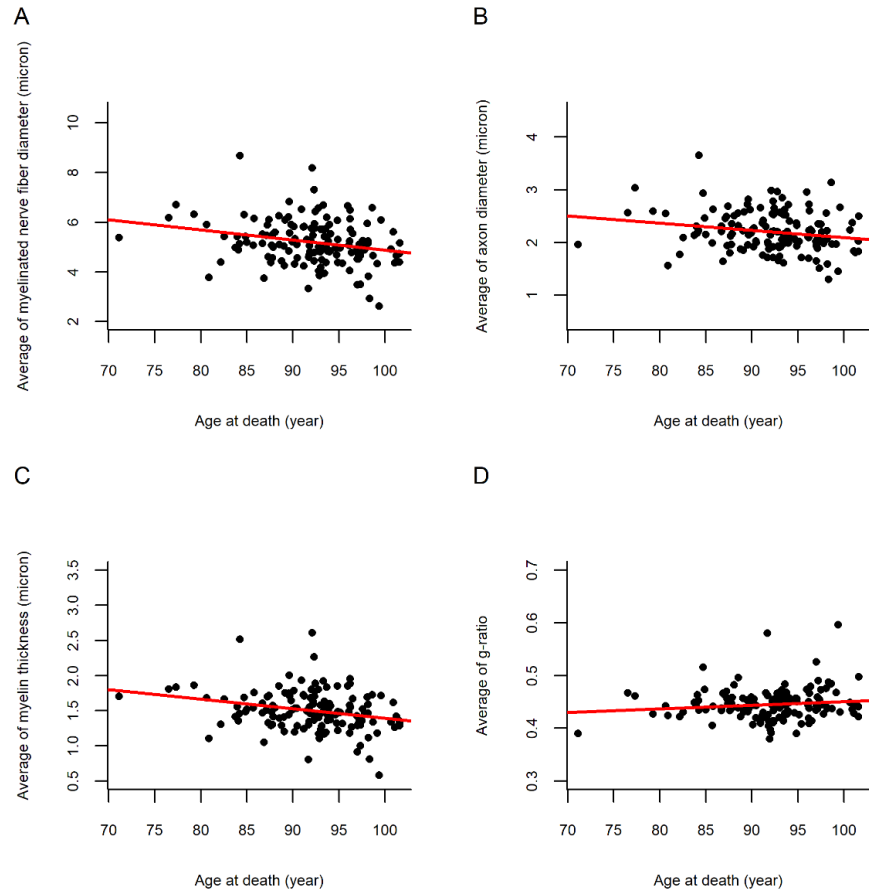 A
Average of myelinated nerve fiber diameter (micron)
10
8
6
4
2
70 75 80 85 90 95 100
Age at death (year)
B
Average of axon diameter (micron)
4
3
2
1
70 75 80 85 90 95 100
Age at death (year)
C
Average of myelin thickness (micron)
3.5
3.0
2.5
2.0
1.5
1.0
0.5
70 75 80 85 90 95 100
Age at death (year)
D
Average of g-ratio
0.7
0.6
0.5
0.4
0.3
70 75 80 85 90 95 100
Age at death (year)